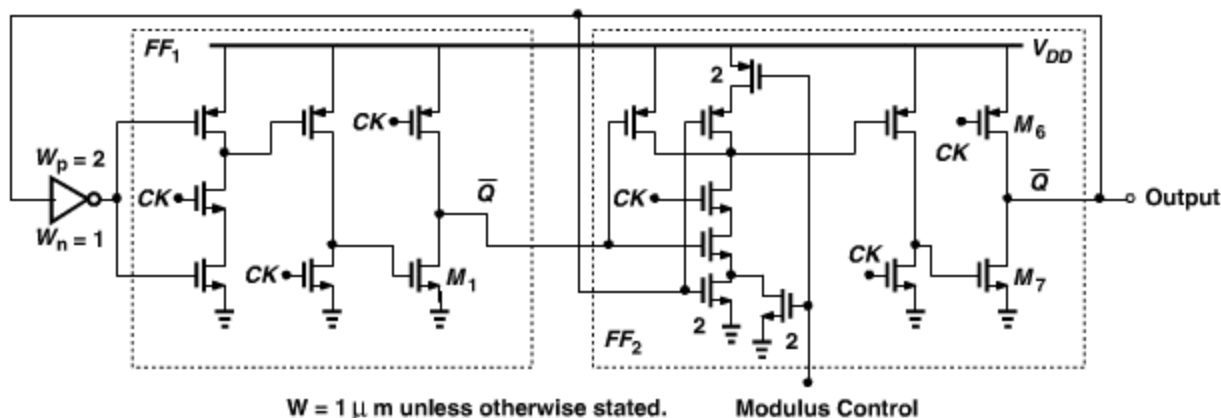 FF1
VDD
2
CK
M6
CK
Wp = 2
CK
Q̅
CK
Q̅
Output
Wn = 1
CK
M1
CK
M7
2
2
FF2
W = 1 μ m unless otherwise stated.
Modulus Control